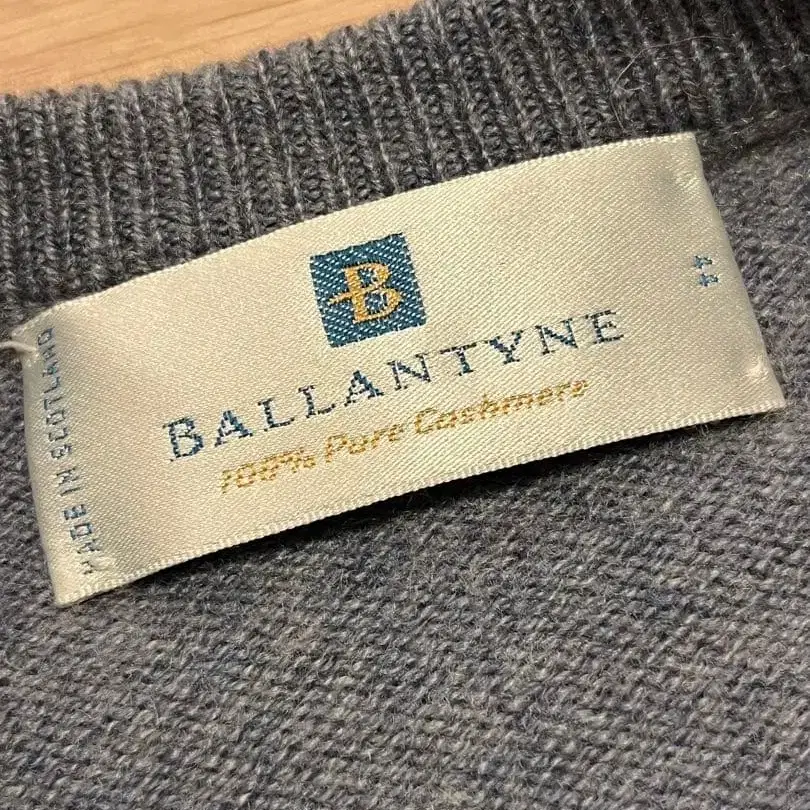 B
BALLANTYNE
100% Pure Cashmere
MADE IN SCOTLAND
44